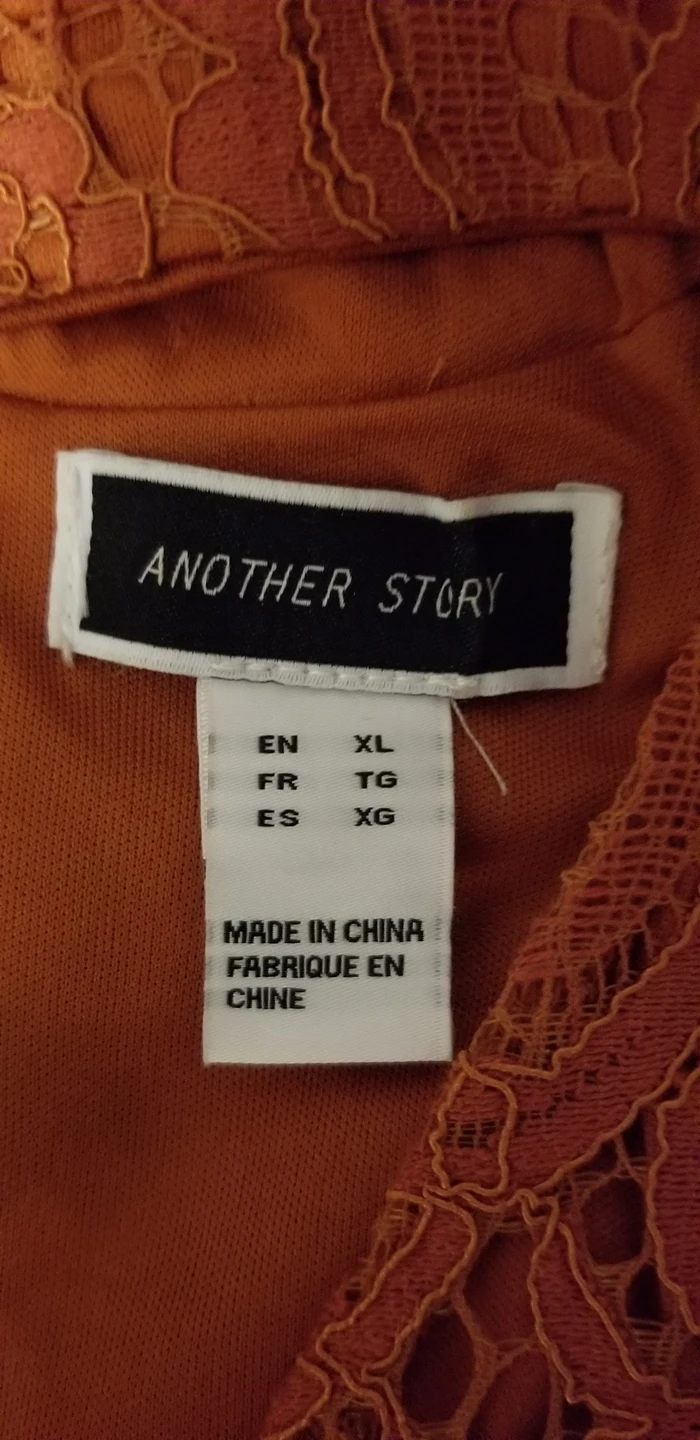 ANOTHER STORY
EN XL
FR TG
ES XG
MADE IN CHINA
FABRIQUE EN
CHINE